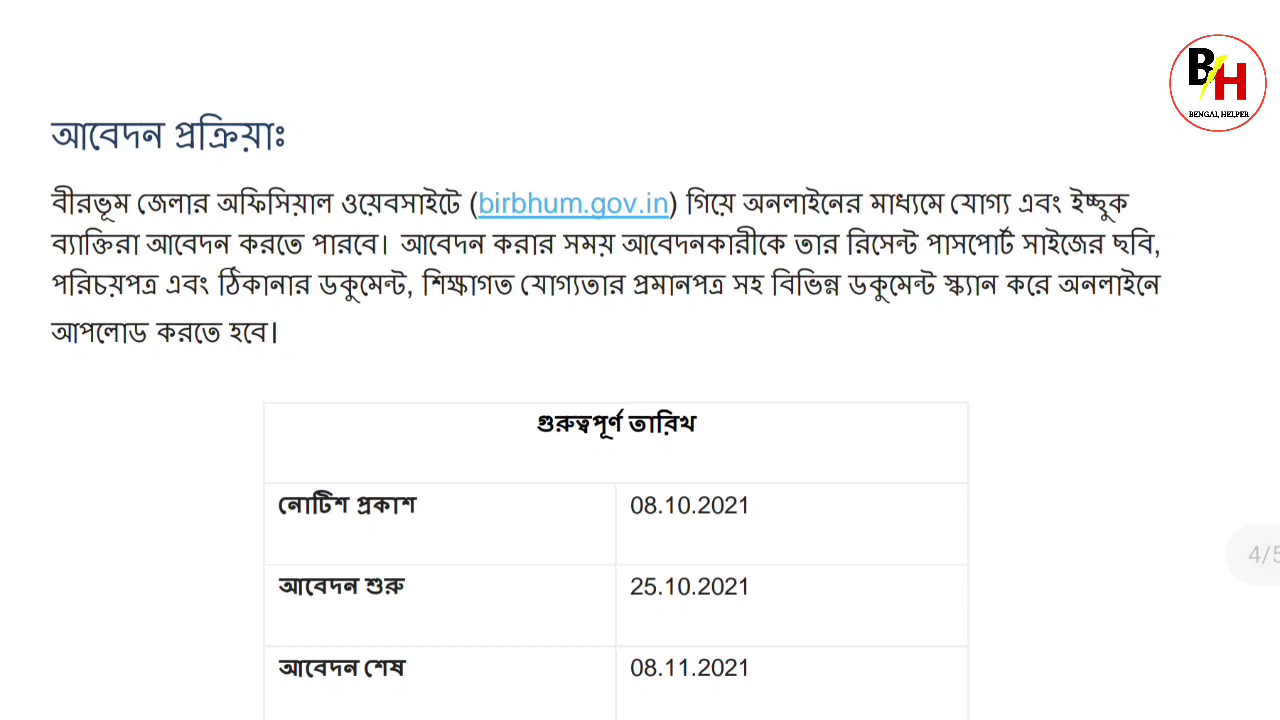 BH
BENGAL HELPER
আবেদন প্রক্রিয়াঃ
বীরভূম জেলার অফিসিয়াল ওয়েবসাইটে (birbhum.gov.in) গিয়ে অনলাইনের মাধ্যমে যোগ্য এবং ইচ্ছুক
ব্যাক্তিরা আবেদন করতে পারবে। আবেদন করার সময় আবেদনকারীকে তার রিসেন্ট পাসপোর্ট সাইজের ছবি,
পরিচয়পত্র এবং ঠিকানার ডকুমেন্ট, শিক্ষাগত যোগ্যতার প্রমানপত্র সহ বিভিন্ন ডকুমেন্ট স্ক্যান করে অনলাইনে
আপলোড করতে হবে।
গুরুত্বপূর্ণ তারিখ
নোটিশ প্রকাশ 08.10.2021
আবেদন শুরু 25.10.2021
4/5
আবেদন শেষ 08.11.2021